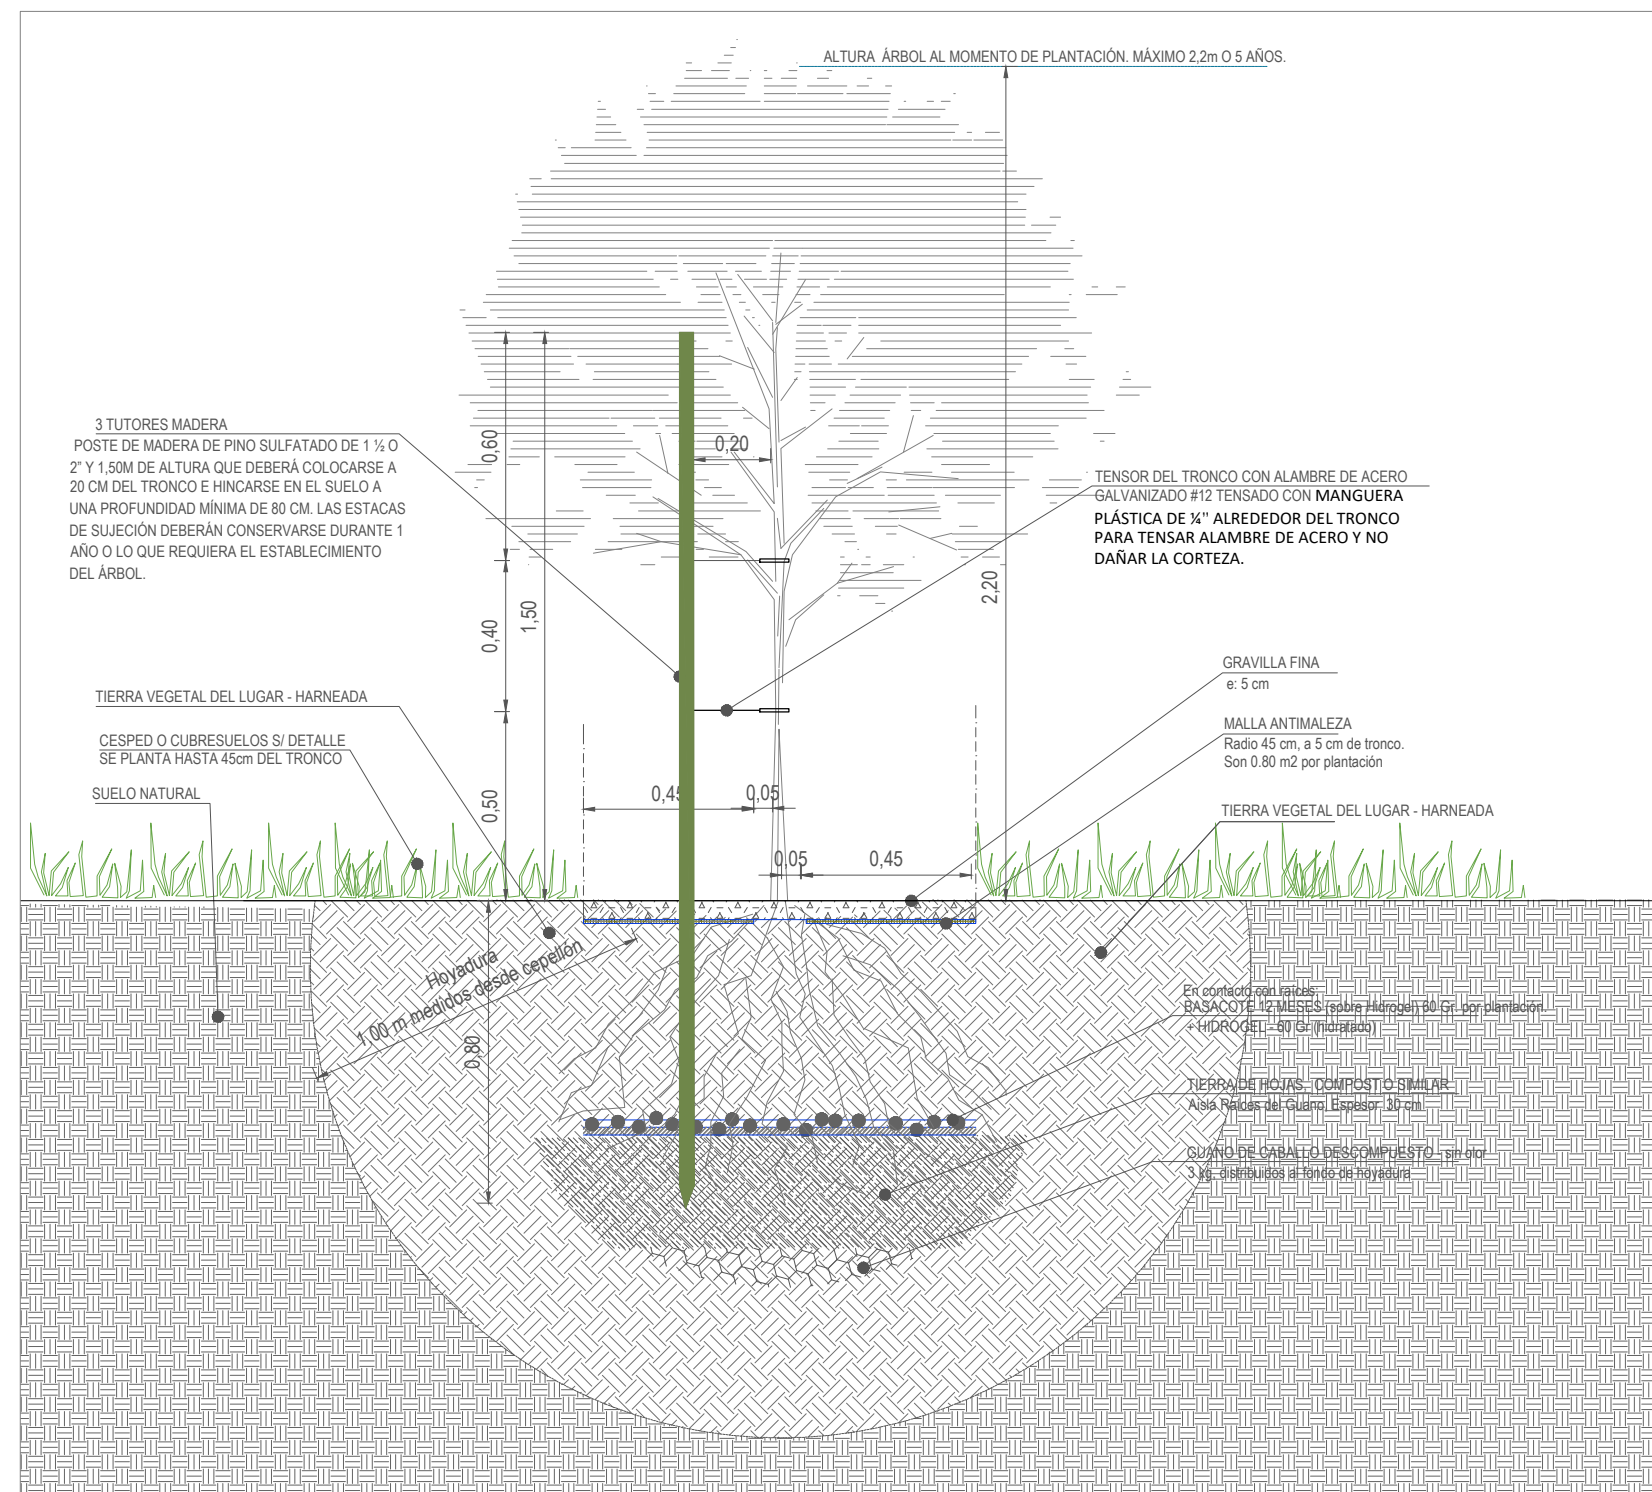 ALTURA ÁRBOL AL MOMENTO DE PLANTACIÓN. MÁXIMO 2,2m O 5 AÑOS.
3 TUTORES MADERA
POSTE DE MADERA DE PINO SULFATADO DE 1 ½ O
2" Y 1,50M DE ALTURA QUE DEBERÁ COLOCARSE A
20 CM DEL TRONCO E HINCARSE EN EL SUELO A
UNA PROFUNDIDAD MÍNIMA DE 80 CM. LAS ESTACAS
DE SUJECIÓN DEBERÁN CONSERVARSE DURANTE 1
AÑO O LO QUE REQUIERA EL ESTABLECIMIENTO
DEL ÁRBOL.
0,60
0,20
0,40
1,50
2,20
0,50
TENSOR DEL TRONCO CON ALAMBRE DE ACERO
GALVANIZADO #12 TENSADO CON MANGUERA
PLÁSTICA DE ¼" ALREDEDOR DEL TRONCO
PARA TENSAR ALAMBRE DE ACERO Y NO
DAÑAR LA CORTEZA.
TIERRA VEGETAL DEL LUGAR - HARNEADA
CESPED O CUBRESUELOS S/ DETALLE
SE PLANTA HASTA 45cm DEL TRONCO
SUELO NATURAL
0,45
0,05
0,05
0,45
GRAVILLA FINA
e: 5 cm
MALLA ANTIMALEZA
Radio 45 cm, a 5 cm de tronco.
Son 0.80 m2 por plantación
TIERRA VEGETAL DEL LUGAR - HARNEADA
Hoyadura
1,00 m medidos desde cepellón
0,80
En contacto con raíces:
BASACOTE 12 MESES (sobre Hidrogel) 60 Gr. por plantación.
+ HIDROGEL - 60 Gr (hidratado)
TIERRA DE HOJAS, COMPOST O SIMILAR
Aisla Raíces del Guano, Espesor 30 cm
GUANO DE CABALLO DESCOMPUESTO - sin olor
3 kg, distribuidos al fondo de hoyadura